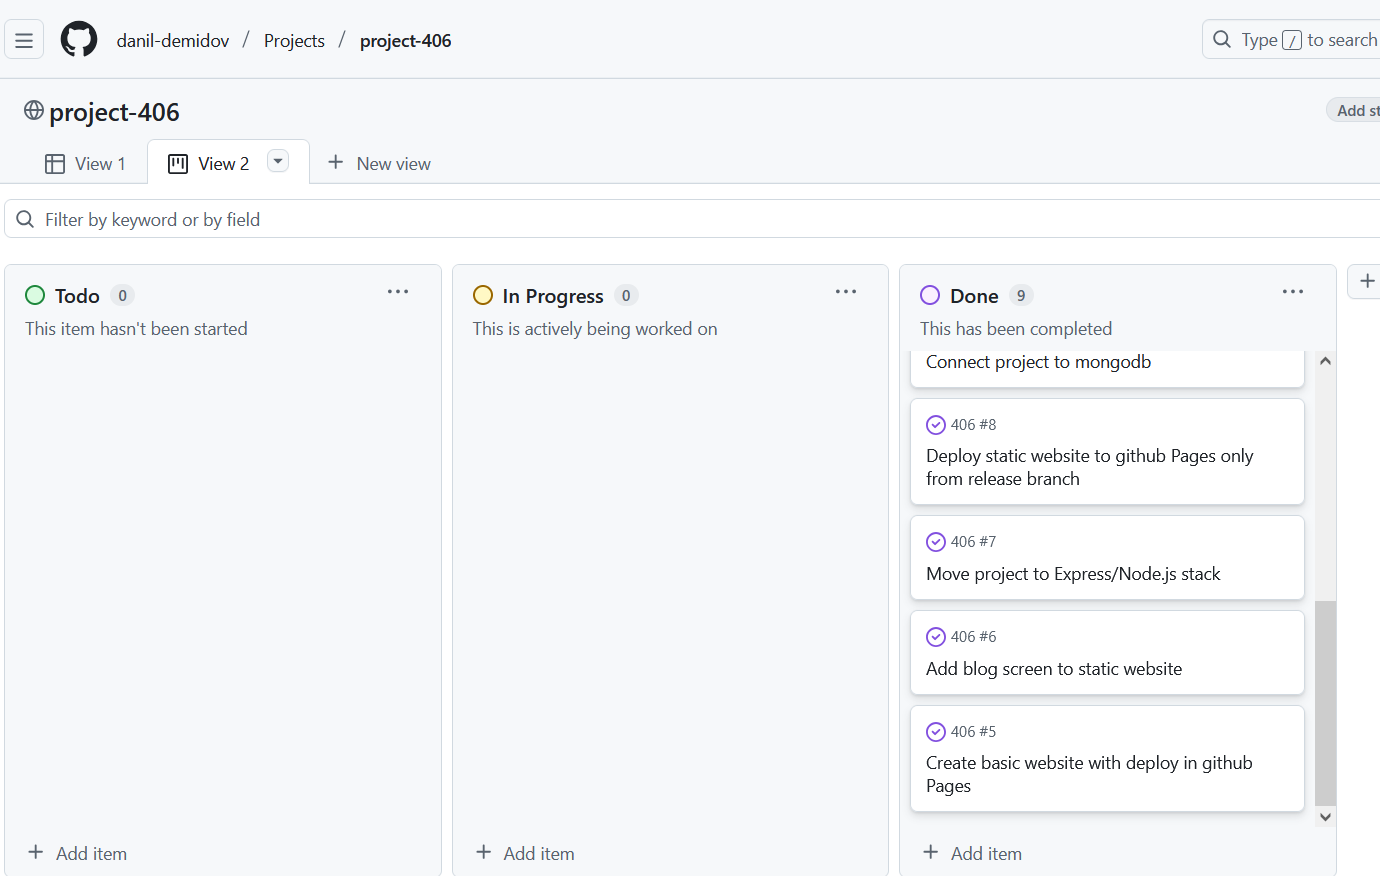 danil-demidov / Projects / project-406
Type / to search
project-406
Add st
View 1
View 2
New view
Filter by keyword or by field
Todo 0
This item hasn't been started
In Progress 0
This is actively being worked on
Done 9
This has been completed
Connect project to mongodb
406 #8
Deploy static website to github Pages only
from release branch
406 #7
Move project to Express/Node.js stack
406 #6
Add blog screen to static website
406 #5
Create basic website with deploy in github
Pages
Add item
Add item
Add item